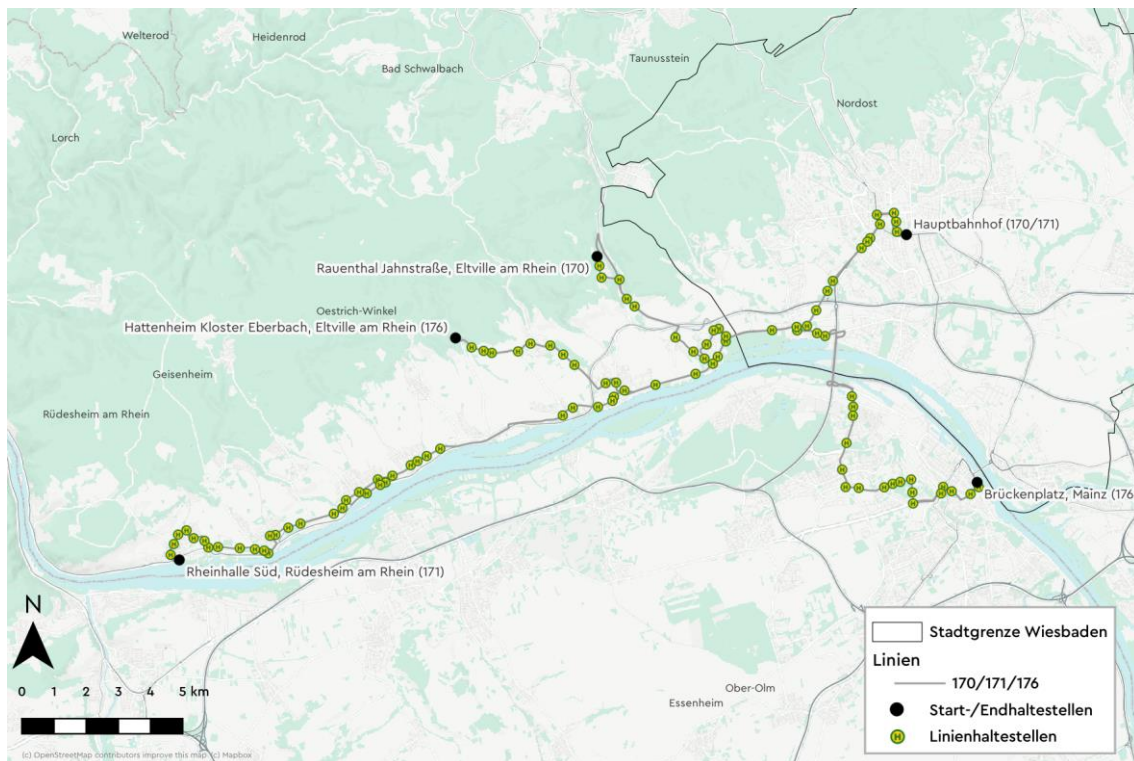 Welterod
Heidenrod
Bad Schwalbach
Taunusstein
Nordost
Lorch
Hauptbahnhof (170/171)
Rauenthal Jahnstraße, Eltville am Rhein (170)
Oestrich-Winkel
Hattenheim Kloster Eberbach, Eltville am Rhein (176)
Geisenheim
Rüdesheim am Rhein
Brückenplatz, Mainz (176
Rheinhalle Süd, Rüdesheim am Rhein (171)
N
0 1 2 3 4 5 km
Ober-Olm
Essenheim
Stadtgrenze Wiesbaden
Linien
170/171/176
Start-/Endhaltestellen
H Linienhaltestellen
(c) OpenStreetMap contributors improve this map (c) Mapbox